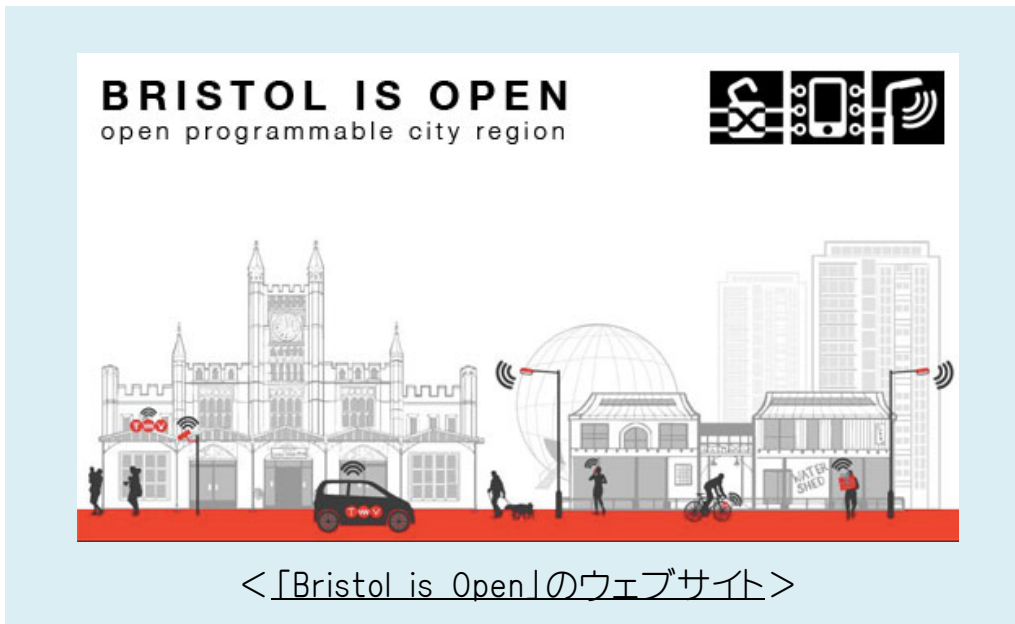 BRISTOL IS OPEN
open programmable city region
WATER
SHED
＜「Bristol is Open」のウェブサイト＞